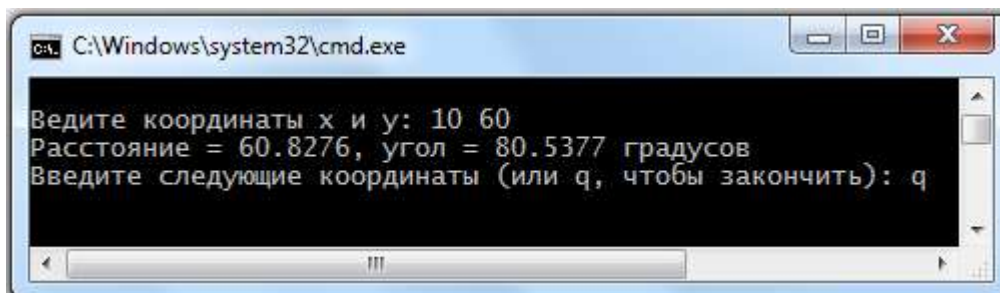 C:\Windows\system32\cmd.exe
Ведите координаты x и y: 10 60
Расстояние = 60.8276, угол = 80.5377 градусов
Введите следующие координаты (или q, чтобы закончить): q